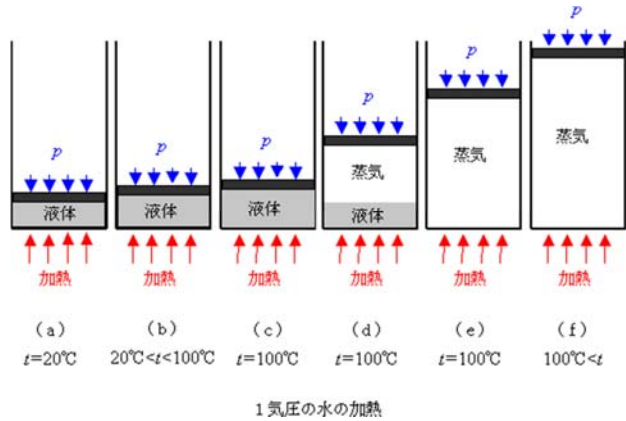 p p p p p p
液体 液体 液体 蒸気 液体 蒸気 蒸気
加熱 加熱 加熱 加熱 加熱 加熱
(a) (b) (c) (d) (e) (f)
t=20℃ 20℃<t<100℃ t=100℃ t=100℃ t=100℃ 100℃<t
1気圧の水の加熱